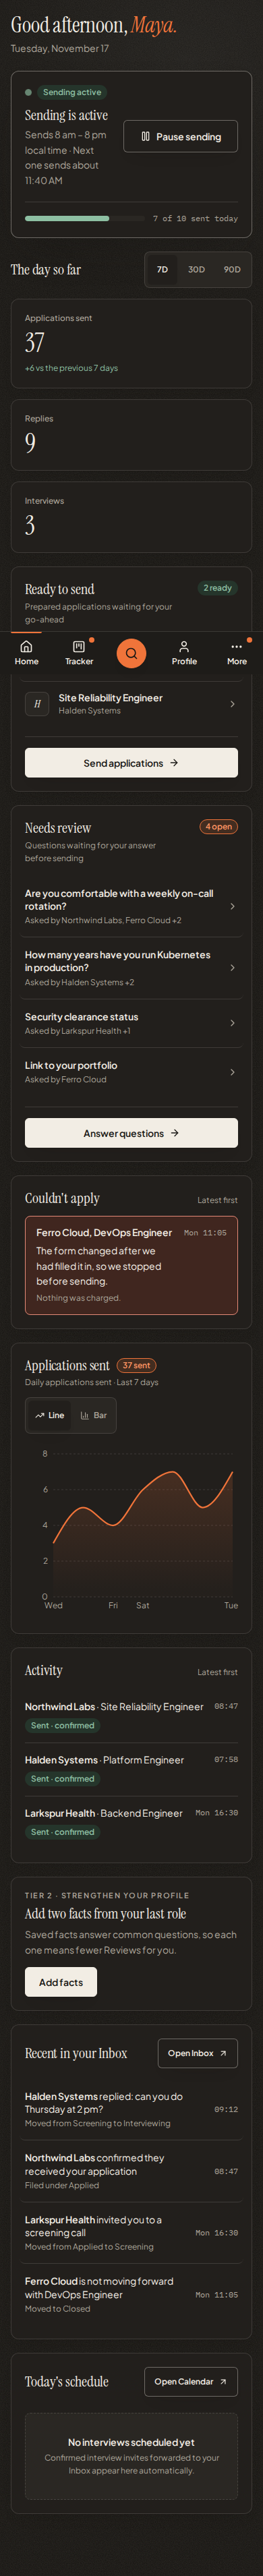 Good afternoon, Maya.
Tuesday, November 17
Sending active
Sending is active
Sends 8 am – 8 pm
local time · Next
one sends about
11:40 AM
Pause sending
7 of 10 sent today
The day so far
7D 30D 90D
Applications sent
37
+6 vs the previous 7 days
Replies
9
Interviews
3
Ready to send
2 ready
Prepared applications waiting for your
go-ahead
Home
Tracker
Profile
More
H
Site Reliability Engineer
Halden Systems
Send applications
Needs review
4 open
Questions waiting for your answer
before sending
Are you comfortable with a weekly on-call
rotation?
Asked by Northwind Labs, Ferro Cloud +2
How many years have you run Kubernetes
in production?
Asked by Halden Systems +2
Security clearance status
Asked by Larkspur Health +1
Link to your portfolio
Asked by Ferro Cloud
Answer questions
Couldn't apply
Latest first
Ferro Cloud, DevOps Engineer
Mon 11:05
The form changed after we
had filled it in, so we stopped
before sending.
Nothing was charged.
Applications sent
37 sent
Daily applications sent · Last 7 days
Line
Bar
8
6
4
2
0
Wed Fri Sat Tue
Activity
Latest first
Northwind Labs · Site Reliability Engineer
08:47
Sent · confirmed
Halden Systems · Platform Engineer
07:58
Sent · confirmed
Larkspur Health · Backend Engineer
Mon 16:30
Sent · confirmed
TIER 2 · STRENGTHEN YOUR PROFILE
Add two facts from your last role
Saved facts answer common questions, so each
one means fewer Reviews for you.
Add facts
Recent in your Inbox
Open Inbox
Halden Systems replied: can you do
Thursday at 2 pm?
09:12
Moved from Screening to Interviewing
Northwind Labs confirmed they
received your application
08:47
Filed under Applied
Larkspur Health invited you to a
screening call
Mon 16:30
Moved from Applied to Screening
Ferro Cloud is not moving forward
with DevOps Engineer
Mon 11:05
Moved to Closed
Today's schedule
Open Calendar
No interviews scheduled yet
Confirmed interview invites forwarded to your
Inbox appear here automatically.